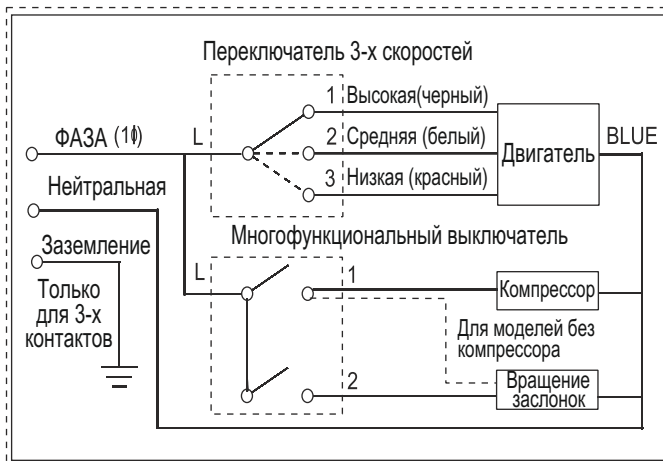 Переключатель 3-х скоростей
ФАЗА (1ϕ)
L
1 Высокая(черный)
2 Средняя (белый)
3 Низкая (красный)
Двигатель
BLUE
Нейтральная
Заземление
Только
для 3-х
контактов
Многофункциональный выключатель
L
1
Компрессор
Для моделей без
компрессора
2
Вращение
заслонок